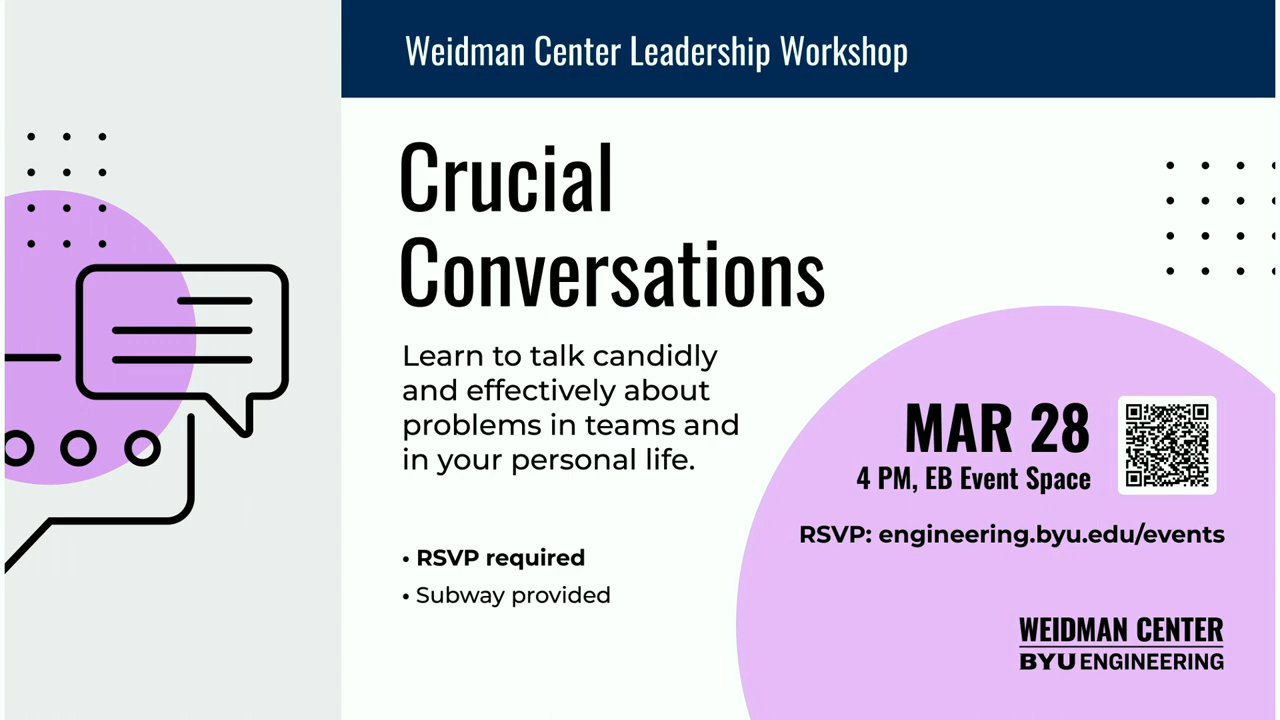 Weidman Center Leadership Workshop
Crucial
Conversations
Learn to talk candidly
and effectively about
problems in teams and
in your personal life.
• RSVP required
• Subway provided
MAR 28
4 PM, EB Event Space
RSVP: engineering.byu.edu/events
WEIDMAN CENTER
BYU ENGINEERING